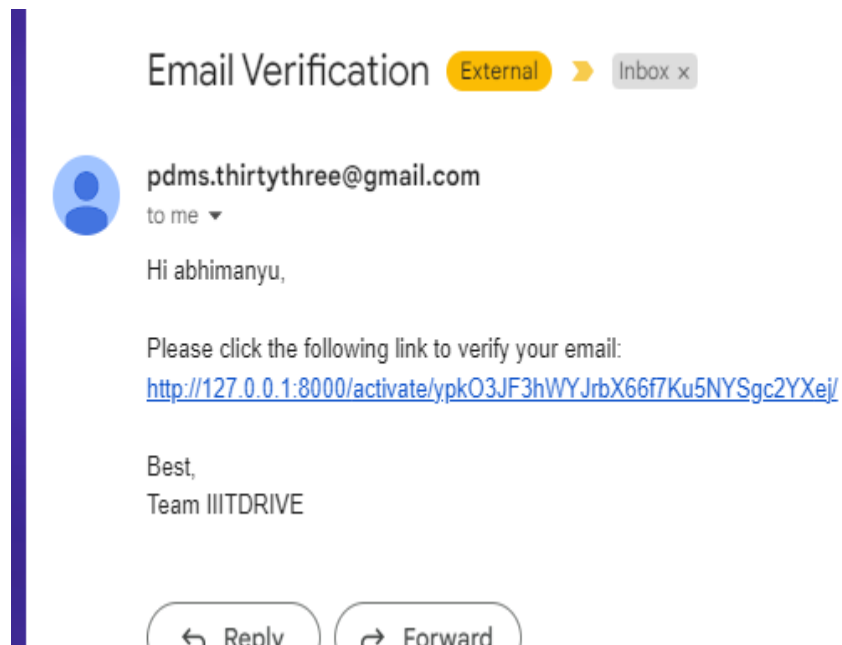 Email Verification External Inbox x
pdms.thirtythree@gmail.com
to me
Hi abhimanyu,
Please click the following link to verify your email:
http://127.0.0.1:8000/activate/ypkO3JF3hWYJrbX66f7Ku5NYSgc2YXej/
Best,
Team IIITDRIVE
Reply Forward